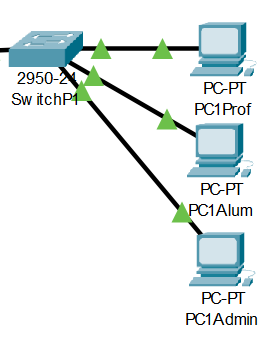 2950-24
SwitchP1
PC-PT
PC1Prof
PC-PT
PC1Alum
PC-PT
PC1Admin